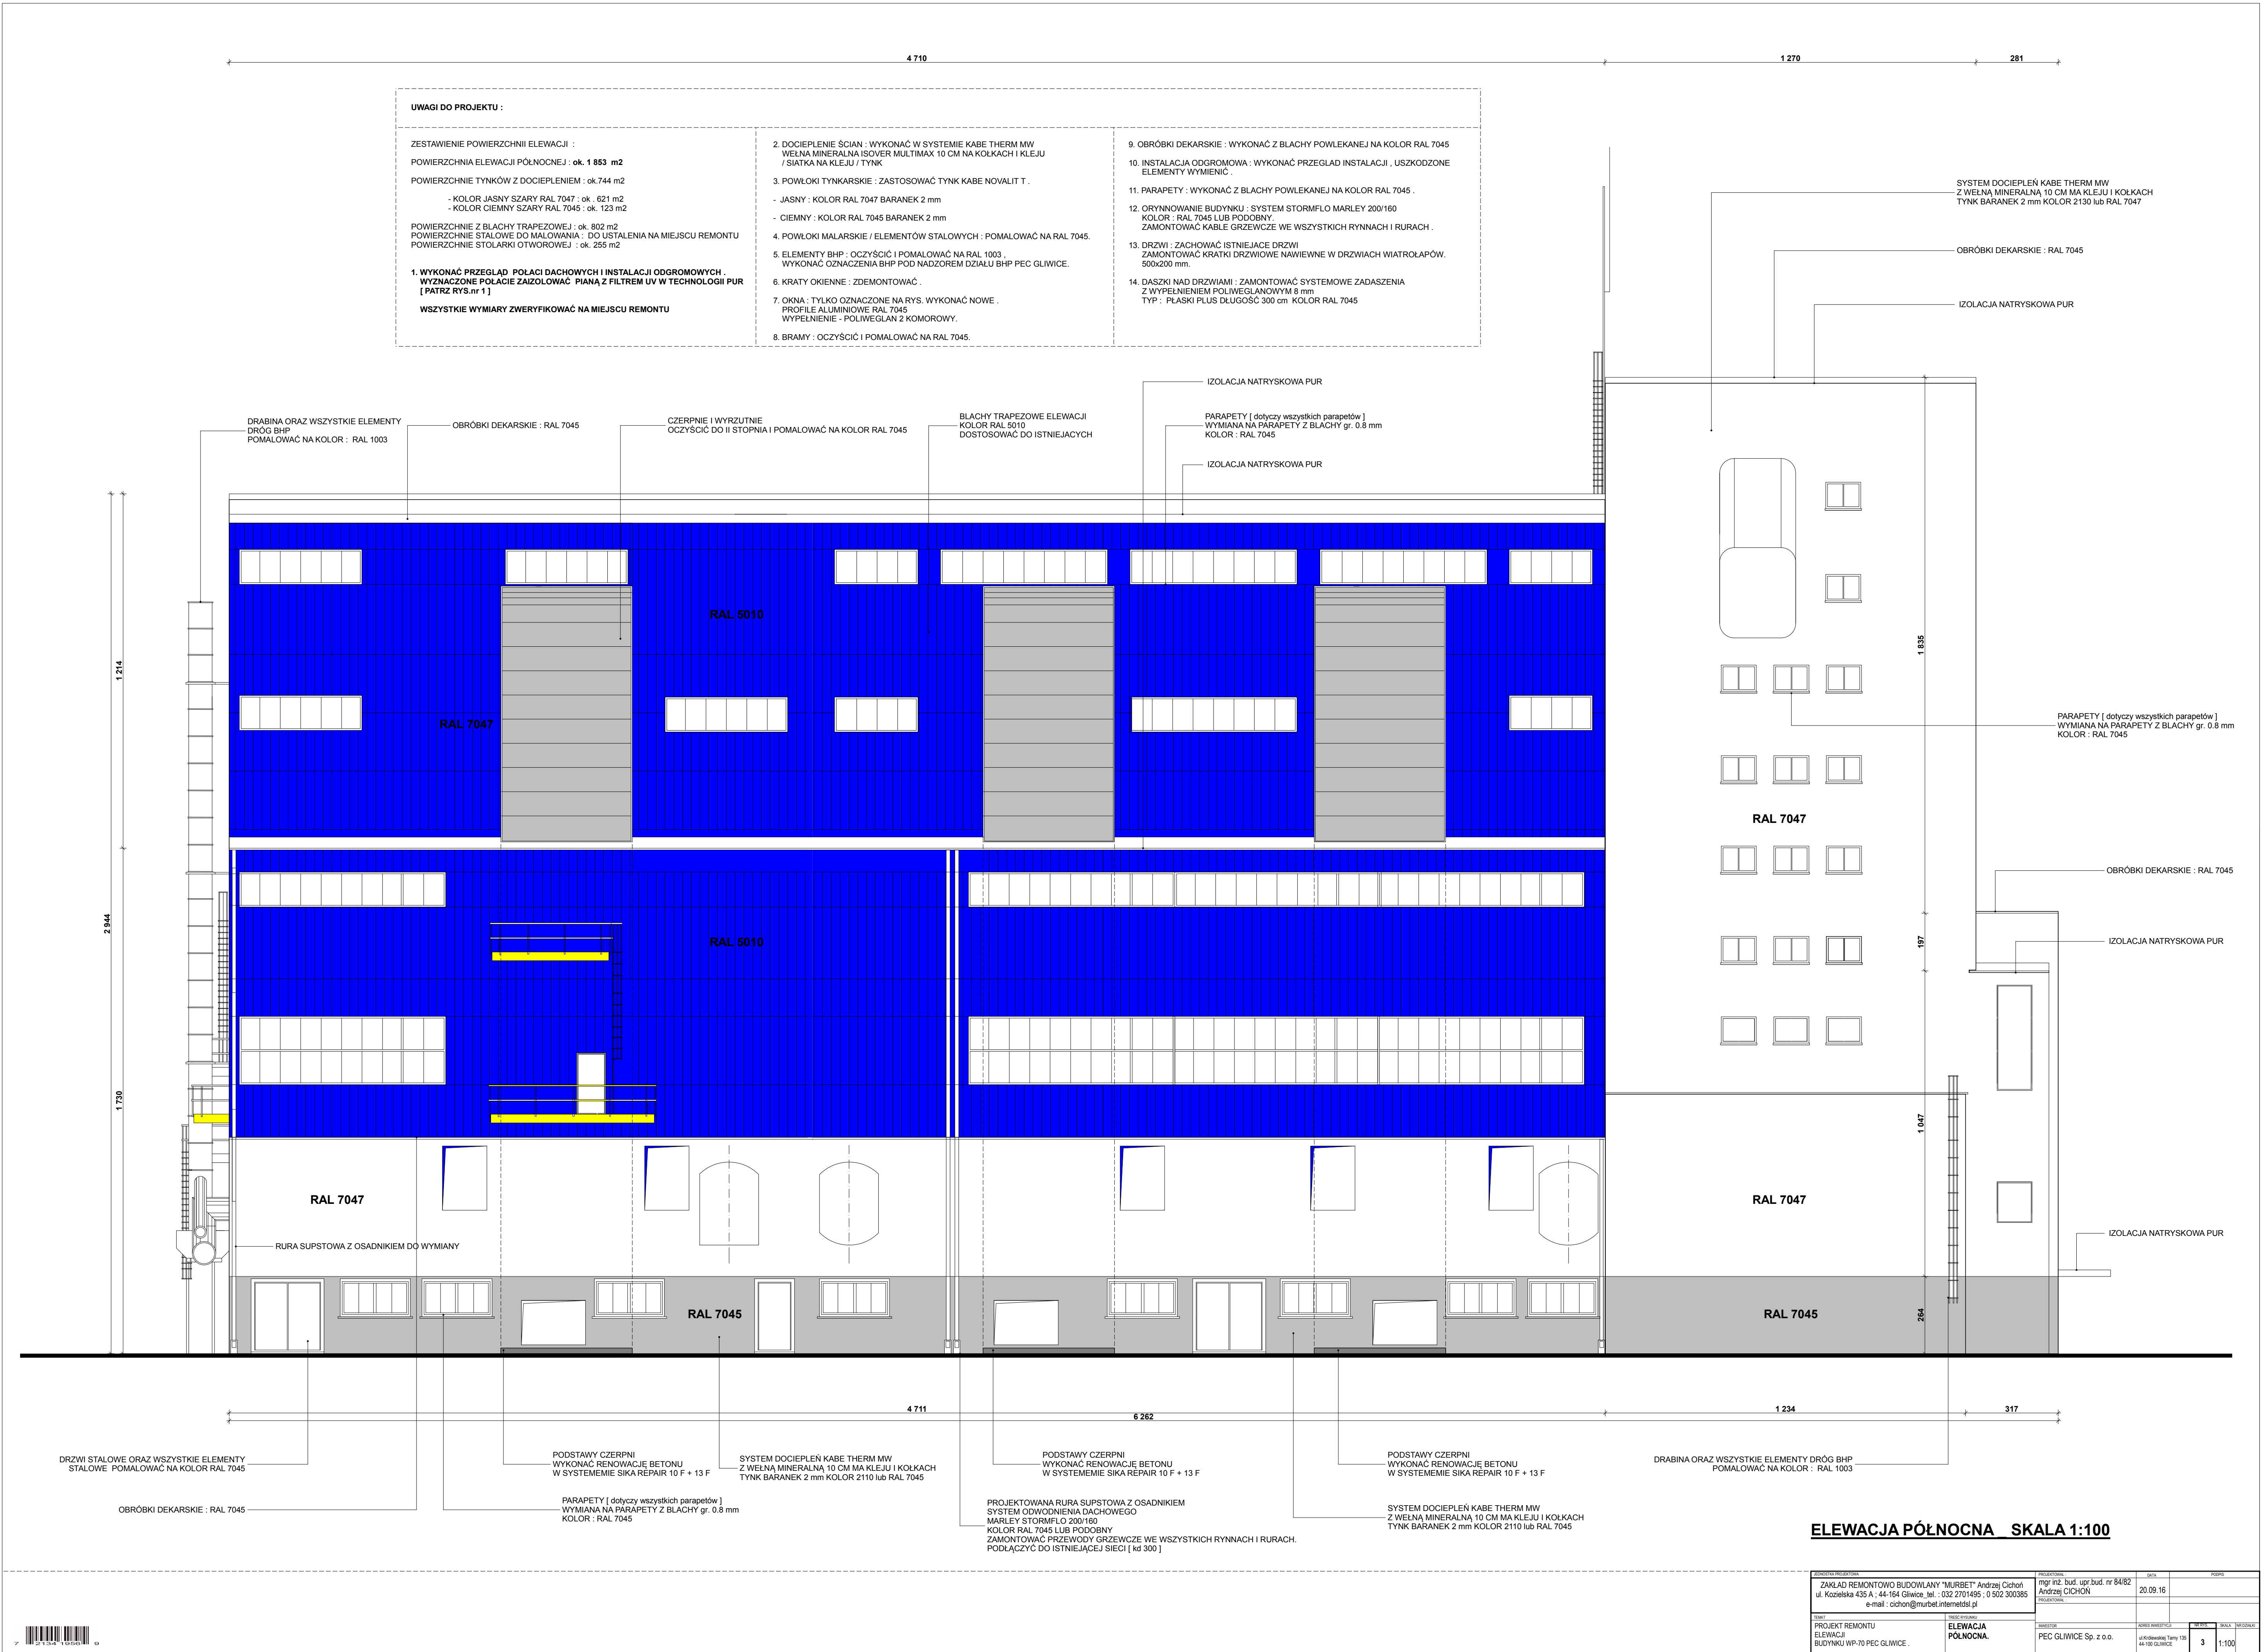 4 710
1 270
281
UWAGI DO PROJEKTU :
ZESTAWIENIE POWIERZCHNII ELEWACJI :
POWIERZCHNIA ELEWACJI PÓŁNOCNEJ : ok. 1 853 m2
POWIERZCHNIE TYNKÓW Z DOCIEPLENIEM : ok.744 m2
- KOLOR JASNY SZARY RAL 7047 : ok . 621 m2
- KOLOR CIEMNY SZARY RAL 7045 : ok. 123 m2
POWIERZCHNIE Z BLACHY TRAPEZOWEJ : ok. 802 m2
POWIERZCHNIE STALOWE DO MALOWANIA : DO USTALENIA NA MIEJSCU REMONTU
POWIERZCHNIE STOLARKI OTWOROWEJ : ok. 255 m2
1. WYKONAĆ PRZEGLĄD POŁACI DACHOWYCH I INSTALACJI ODGROMOWYCH .
WYZNACZONE POŁACIE ZAIZOLOWAĆ PIANĄ Z FILTREM UV W TECHNOLOGII PUR
[ PATRZ RYS.nr 1 ]
WSZYSTKIE WYMIARY ZWERYFIKOWAĆ NA MIEJSCU REMONTU
2. DOCIEPLENIE ŚCIAN : WYKONAĆ W SYSTEMIE KABE THERM MW
WEŁNA MINERALNA ISOVER MULTIMAX 10 CM NA KOŁKACH I KLEJU
/ SIATKA NA KLEJU / TYNK
3. POWŁOKI TYNKARSKIE : ZASTOSOWAĆ TYNK KABE NOVALIT T .
- JASNY : KOLOR RAL 7047 BARANEK 2 mm
- CIEMNY : KOLOR RAL 7045 BARANEK 2 mm
4. POWŁOKI MALARSKIE / ELEMENTÓW STALOWYCH : POMALOWAĆ NA RAL 7045.
5. ELEMENTY BHP : OCZYŚCIĆ I POMALOWAĆ NA RAL 1003 ,
WYKONAĆ OZNACZENIA BHP POD NADZOREM DZIAŁU BHP PEC GLIWICE.
6. KRATY OKIENNE : ZDEMONTOWAĆ .
7. OKNA : TYLKO OZNACZONE NA RYS. WYKONAĆ NOWE .
PROFILE ALUMINIOWE RAL 7045
WYPEŁNIENIE - POLIWEGLAN 2 KOMOROWY.
8. BRAMY : OCZYŚCIĆ I POMALOWAĆ NA RAL 7045.
9. OBRÓBKI DEKARSKIE : WYKONAĆ Z BLACHY POWLEKANEJ NA KOLOR RAL 7045
10. INSTALACJA ODGROMOWA : WYKONAĆ PRZEGLAD INSTALACJI , USZKODZONE
ELEMENTY WYMIENIĆ .
11. PARAPETY : WYKONAĆ Z BLACHY POWLEKANEJ NA KOLOR RAL 7045 .
12. ORYNNOWANIE BUDYNKU : SYSTEM STORMFLO MARLEY 200/160
KOLOR : RAL 7045 LUB PODOBNY.
ZAMONTOWAĆ KABLE GRZEWCZE WE WSZYSTKICH RYNNACH I RURACH .
13. DRZWI : ZACHOWAĆ ISTNIEJACE DRZWI
ZAMONTOWAĆ KRATKI DRZWIOWE NAWIEWNE W DRZWIACH WIATROŁAPÓW.
500x200 mm.
14. DASZKI NAD DRZWIAMI : ZAMONTOWAĆ SYSTEMOWE ZADASZENIA
Z WYPEŁNIENIEM POLIWEGLANOWYM 8 mm
TYP : PŁASKI PLUS DŁUGOŚĆ 300 cm KOLOR RAL 7045
SYSTEM DOCIEPLEŃ KABE THERM MW
Z WEŁNĄ MINERALNĄ 10 CM MA KLEJU I KOŁKACH
TYNK BARANEK 2 mm KOLOR 2130 lub RAL 7047
OBRÓBKI DEKARSKIE : RAL 7045
IZOLACJA NATRYSKOWA PUR
IZOLACJA NATRYSKOWA PUR
DRABINA ORAZ WSZYSTKIE ELEMENTY
DRÓG BHP
POMALOWAĆ NA KOLOR : RAL 1003
OBRÓBKI DEKARSKIE : RAL 7045
CZERPNIE I WYRZUTNIE
OCZYŚCIĆ DO II STOPNIA I POMALOWAĆ NA KOLOR RAL 7045
BLACHY TRAPEZOWE ELEWACJI
KOLOR RAL 5010
DOSTOSOWAĆ DO ISTNIEJACYCH
PARAPETY [ dotyczy wszystkich parapetów ]
WYMIANA NA PARAPETY Z BLACHY gr. 0.8 mm
KOLOR : RAL 7045
IZOLACJA NATRYSKOWA PUR
RAL 5010
RAL 7047
1 214
1 835
PARAPETY [ dotyczy wszystkich parapetów ]
WYMIANA NA PARAPETY Z BLACHY gr. 0.8 mm
KOLOR : RAL 7045
RAL 7047
OBRÓBKI DEKARSKIE : RAL 7045
2 944
RAL 5010
197
IZOLACJA NATRYSKOWA PUR
1 730
1 047
RAL 7047
RAL 7047
RURA SUPSTOWA Z OSADNIKIEM DO WYMIANY
IZOLACJA NATRYSKOWA PUR
RAL 7045
RAL 7045
264
4 711
6 262
1 234
317
DRZWI STALOWE ORAZ WSZYSTKIE ELEMENTY
STALOWE POMALOWAĆ NA KOLOR RAL 7045
PODSTAWY CZERPNI
WYKONAĆ RENOWACJĘ BETONU
W SYSTEMEMIE SIKA REPAIR 10 F + 13 F
SYSTEM DOCIEPLEŃ KABE THERM MW
Z WEŁNĄ MINERALNĄ 10 CM MA KLEJU I KOŁKACH
TYNK BARANEK 2 mm KOLOR 2110 lub RAL 7045
PODSTAWY CZERPNI
WYKONAĆ RENOWACJĘ BETONU
W SYSTEMEMIE SIKA REPAIR 10 F + 13 F
PODSTAWY CZERPNI
WYKONAĆ RENOWACJĘ BETONU
W SYSTEMEMIE SIKA REPAIR 10 F + 13 F
DRABINA ORAZ WSZYSTKIE ELEMENTY DRÓG BHP
POMALOWAĆ NA KOLOR : RAL 1003
OBRÓBKI DEKARSKIE : RAL 7045
PARAPETY [ dotyczy wszystkich parapetów ]
WYMIANA NA PARAPETY Z BLACHY gr. 0.8 mm
KOLOR : RAL 7045
PROJEKTOWANA RURA SUPSTOWA Z OSADNIKIEM
SYSTEM ODWODNIENIA DACHOWEGO
MARLEY STORMFLO 200/160
KOLOR RAL 7045 LUB PODOBNY
ZAMONTOWAĆ PRZEWODY GRZEWCZE WE WSZYSTKICH RYNNACH I RURACH.
PODŁĄCZYĆ DO ISTNIEJĄCEJ SIECI [ kd 300 ]
SYSTEM DOCIEPLEŃ KABE THERM MW
Z WEŁNĄ MINERALNĄ 10 CM MA KLEJU I KOŁKACH
TYNK BARANEK 2 mm KOLOR 2110 lub RAL 7045
ELEWACJA PÓŁNOCNA _ SKALA 1:100
JEDNOSTKA PROJEKTOWA
ZAKŁAD REMONTOWO BUDOWLANY "MURBET" Andrzej Cichoń
ul. Kozielska 435 A ; 44-164 Gliwice_tel. : 032 2701495 ; 0 502 300385
e-mail : cichon@murbet.internetdsl.pl
PROJEKTOWAŁ
DATA
PODPIS
mgr inż. bud. upr.bud. nr 84/82
Andrzej CICHOŃ
20.09.16
PROJEKTOWAŁ
TEMAT
PROJEKT REMONTU
ELEWACJI
BUDYNKU WP-70 PEC GLIWICE .
TREŚĆ RYSUNKU
ELEWACJA
PÓŁNOCNA.
INWESTOR
PEC GLIWICE Sp. z o.o.
ADRES INWESTYCJI
ul.Królewskiej Tamy 135
44-100 GLIWICE
NR RYS.
3
SKALA
1:100
NR DZIAŁKI